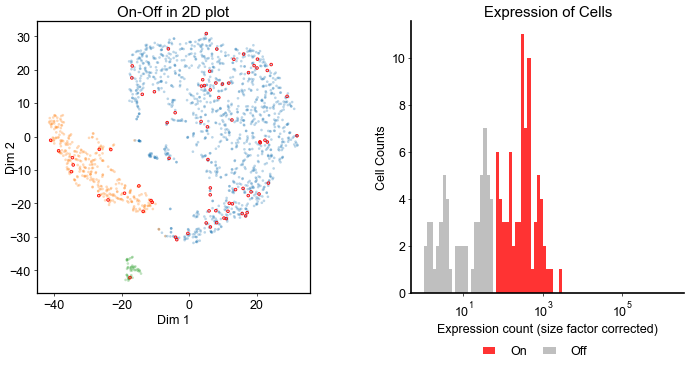 On-Off in 2D plot
Dim 2
30
20
10
0
−10
−20
−30
−40
−40 −20 0 20
Dim 1
Expression of Cells
Cell Counts
10
8
6
4
2
0
10^1 10^3 10^5
Expression count (size factor corrected)
On Off